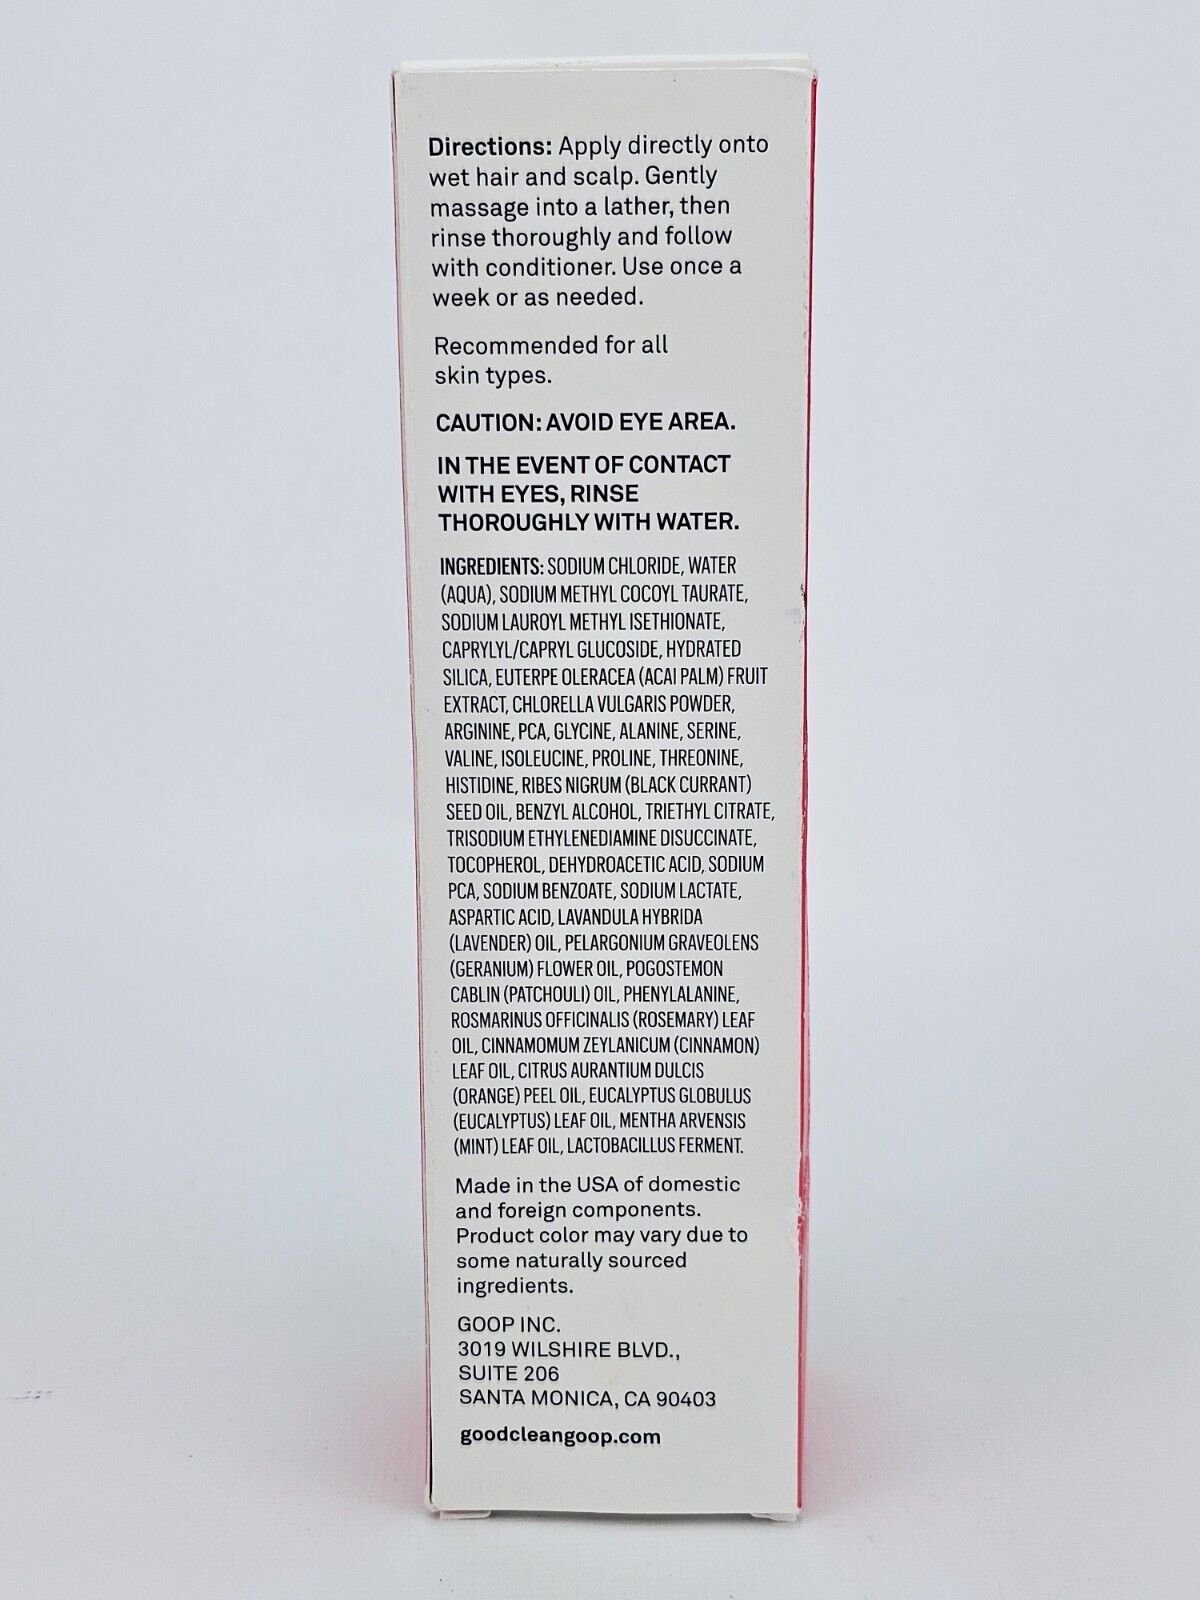 Directions: Apply directly onto
wet hair and scalp. Gently
massage into a lather, then
rinse thoroughly and follow
with conditioner. Use once a
week or as needed.
Recommended for all
skin types.
CAUTION: AVOID EYE AREA.
IN THE EVENT OF CONTACT
WITH EYES, RINSE
THOROUGHLY WITH WATER.
INGREDIENTS: SODIUM CHLORIDE, WATER
(AQUA), SODIUM METHYL COCOYL TAURATE,
SODIUM LAUROYL METHYL ISETHIONATE,
CAPRYLYL/CAPRYL GLUCOSIDE, HYDRATED
SILICA, EUTERPE OLERACEA (ACAI PALM) FRUIT
EXTRACT, CHLORELLA VULGARIS POWDER,
ARGININE, PCA, GLYCINE, ALANINE, SERINE,
VALINE, ISOLEUCINE, PROLINE, THREONINE,
HISTIDINE, RIBES NIGRUM (BLACK CURRANT)
SEED OIL, BENZYL ALCOHOL, TRIETHYL CITRATE,
TRISODIUM ETHYLENEDIAMINE DISUCCINATE,
TOCOPHEROL, DEHYDROACETIC ACID, SODIUM
PCA, SODIUM BENZOATE, SODIUM LACTATE,
ASPARTIC ACID, LAVANDULA HYBRIDA
(LAVENDER) OIL, PELARGONIUM GRAVEOLENS
(GERANIUM) FLOWER OIL, POGOSTEMON
CABLIN (PATCHOULI) OIL, PHENYLALANINE,
ROSMARINUS OFFICINALIS (ROSEMARY) LEAF
OIL, CINNAMOMUM ZEYLANICUM (CINNAMON)
LEAF OIL, CITRUS AURANTIUM DULCIS
(ORANGE) PEEL OIL, EUCALYPTUS GLOBULUS
(EUCALYPTUS) LEAF OIL, MENTHA ARVENSIS
(MINT) LEAF OIL, LACTOBACILLUS FERMENT.
Made in the USA of domestic
and foreign components.
Product color may vary due to
some naturally sourced
ingredients.
GOOP INC.
3019 WILSHIRE BLVD.,
SUITE 206
SANTA MONICA, CA 90403
goodcleangoop.com